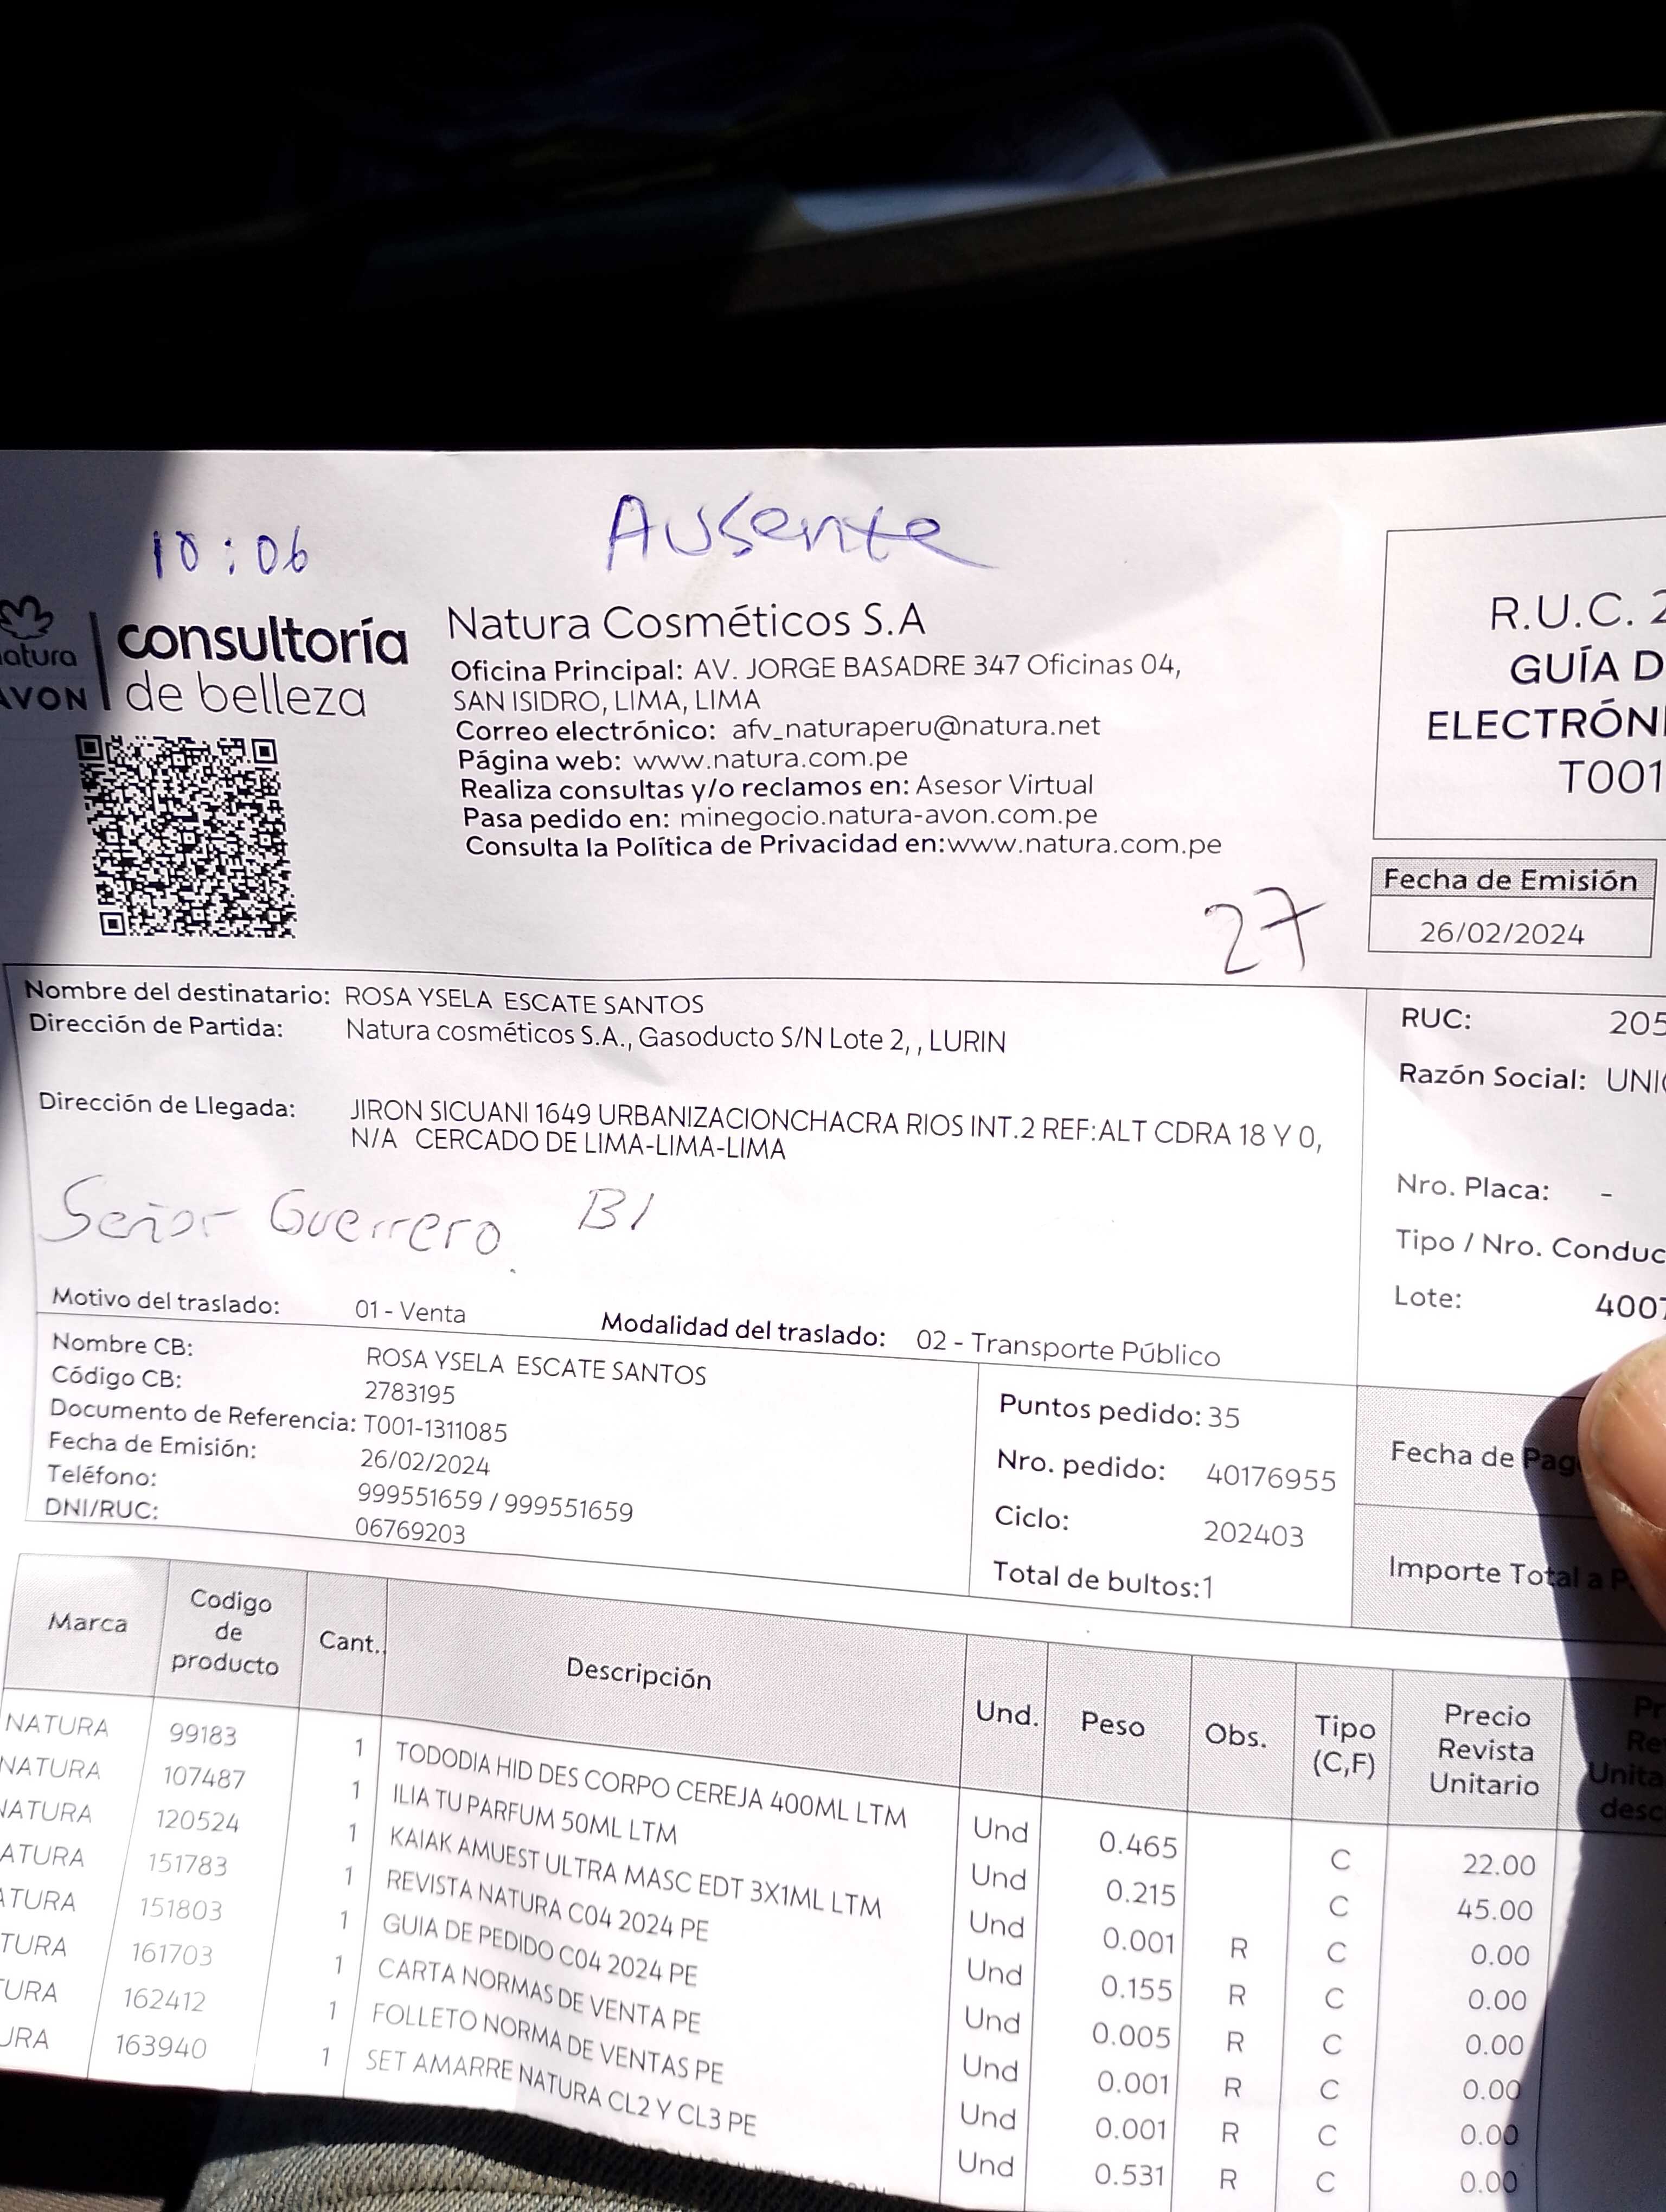 10:06 Ausente
natura
AVON
consultoría
de belleza
Natura Cosméticos S.A
Oficina Principal: AV. JORGE BASADRE 347 Oficinas 04,
SAN ISIDRO, LIMA, LIMA
Correo electrónico: afv_naturaperu@natura.net
Página web: www.natura.com.pe
Realiza consultas y/o reclamos en: Asesor Virtual
Pasa pedido en: minegocio.natura-avon.com.pe
Consulta la Política de Privacidad en:www.natura.com.pe
R.U.C. 2
GUÍA D
ELECTRÓNI
T001
27
Fecha de Emisión
26/02/2024
Nombre del destinatario: ROSA YSELA ESCATE SANTOS
Dirección de Partida: Natura cosméticos S.A., Gasoducto S/N Lote 2, , LURIN
Dirección de Llegada: JIRON SICUANI 1649 URBANIZACIONCHACRA RIOS INT.2 REF:ALT CDRA 18 Y 0,
N/A CERCADO DE LIMA-LIMA-LIMA
Señor Guerrero. B1
Motivo del traslado: 01 - Venta Modalidad del traslado: 02 - Transporte Público
RUC: 205
Razón Social: UNI
Nro. Placa: -
Tipo / Nro. Conduc
Lote: 4007
Nombre CB: ROSA YSELA ESCATE SANTOS
Código CB: 2783195
Documento de Referencia: T001-1311085
Fecha de Emisión: 26/02/2024
Teléfono: 999551659 / 999551659
DNI/RUC: 06769203
Puntos pedido: 35
Nro. pedido: 40176955
Ciclo: 202403
Total de bultos:1
Fecha de Pag
Importe Total a P
Marca Codigo de producto Cant. Descripción Und. Peso Obs. Tipo (C,F) Precio Revista Unitario Pr Re Unita desc
NATURA 99183 1 TODODIA HID DES CORPO CEREJA 400ML LTM Und 0.465 C 22.00
NATURA 107487 1 ILIA TU PARFUM 50ML LTM Und 0.215 C 45.00
NATURA 120524 1 KAIAK AMUEST ULTRA MASC EDT 3X1ML LTM Und 0.001 R C 0.00
ATURA 151783 1 REVISTA NATURA C04 2024 PE Und 0.155 R C 0.00
ATURA 151803 1 GUIA DE PEDIDO C04 2024 PE Und 0.005 R C 0.00
TURA 161703 1 CARTA NORMAS DE VENTA PE Und 0.001 R C 0.00
URA 162412 1 FOLLETO NORMA DE VENTAS PE Und 0.001 R C 0.00
URA 163940 1 SET AMARRE NATURA CL2 Y CL3 PE Und 0.531 R C 0.00